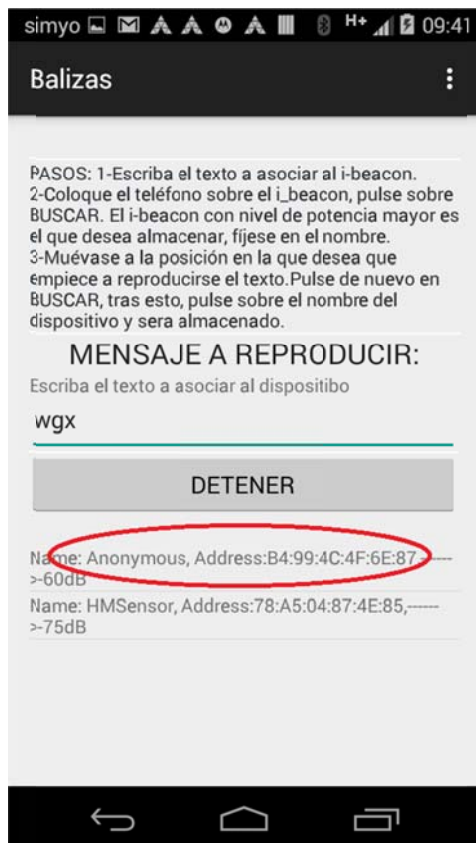 simyo H+ 09:41
Balizas
PASOS: 1-Escriba el texto a asociar al i-beacon.
2-Coloque el teléfono sobre el i_beacon, pulse sobre
BUSCAR. El i-beacon con nivel de potencia mayor es
el que desea almacenar, fíjese en el nombre.
3-Muévase a la posición en la que desea que
empiece a reproducirse el texto.Pulse de nuevo en
BUSCAR, tras esto, pulse sobre el nombre del
dispositivo y sera almacenado.
MENSAJE A REPRODUCIR:
Escriba el texto a asociar al dispositibo
wgx
DETENER
Name: Anonymous, Address:B4:99:4C:4F:6E:87,------
>-60dB
Name: HMSensor, Address:78:A5:04:87:4E:85,------
>-75dB